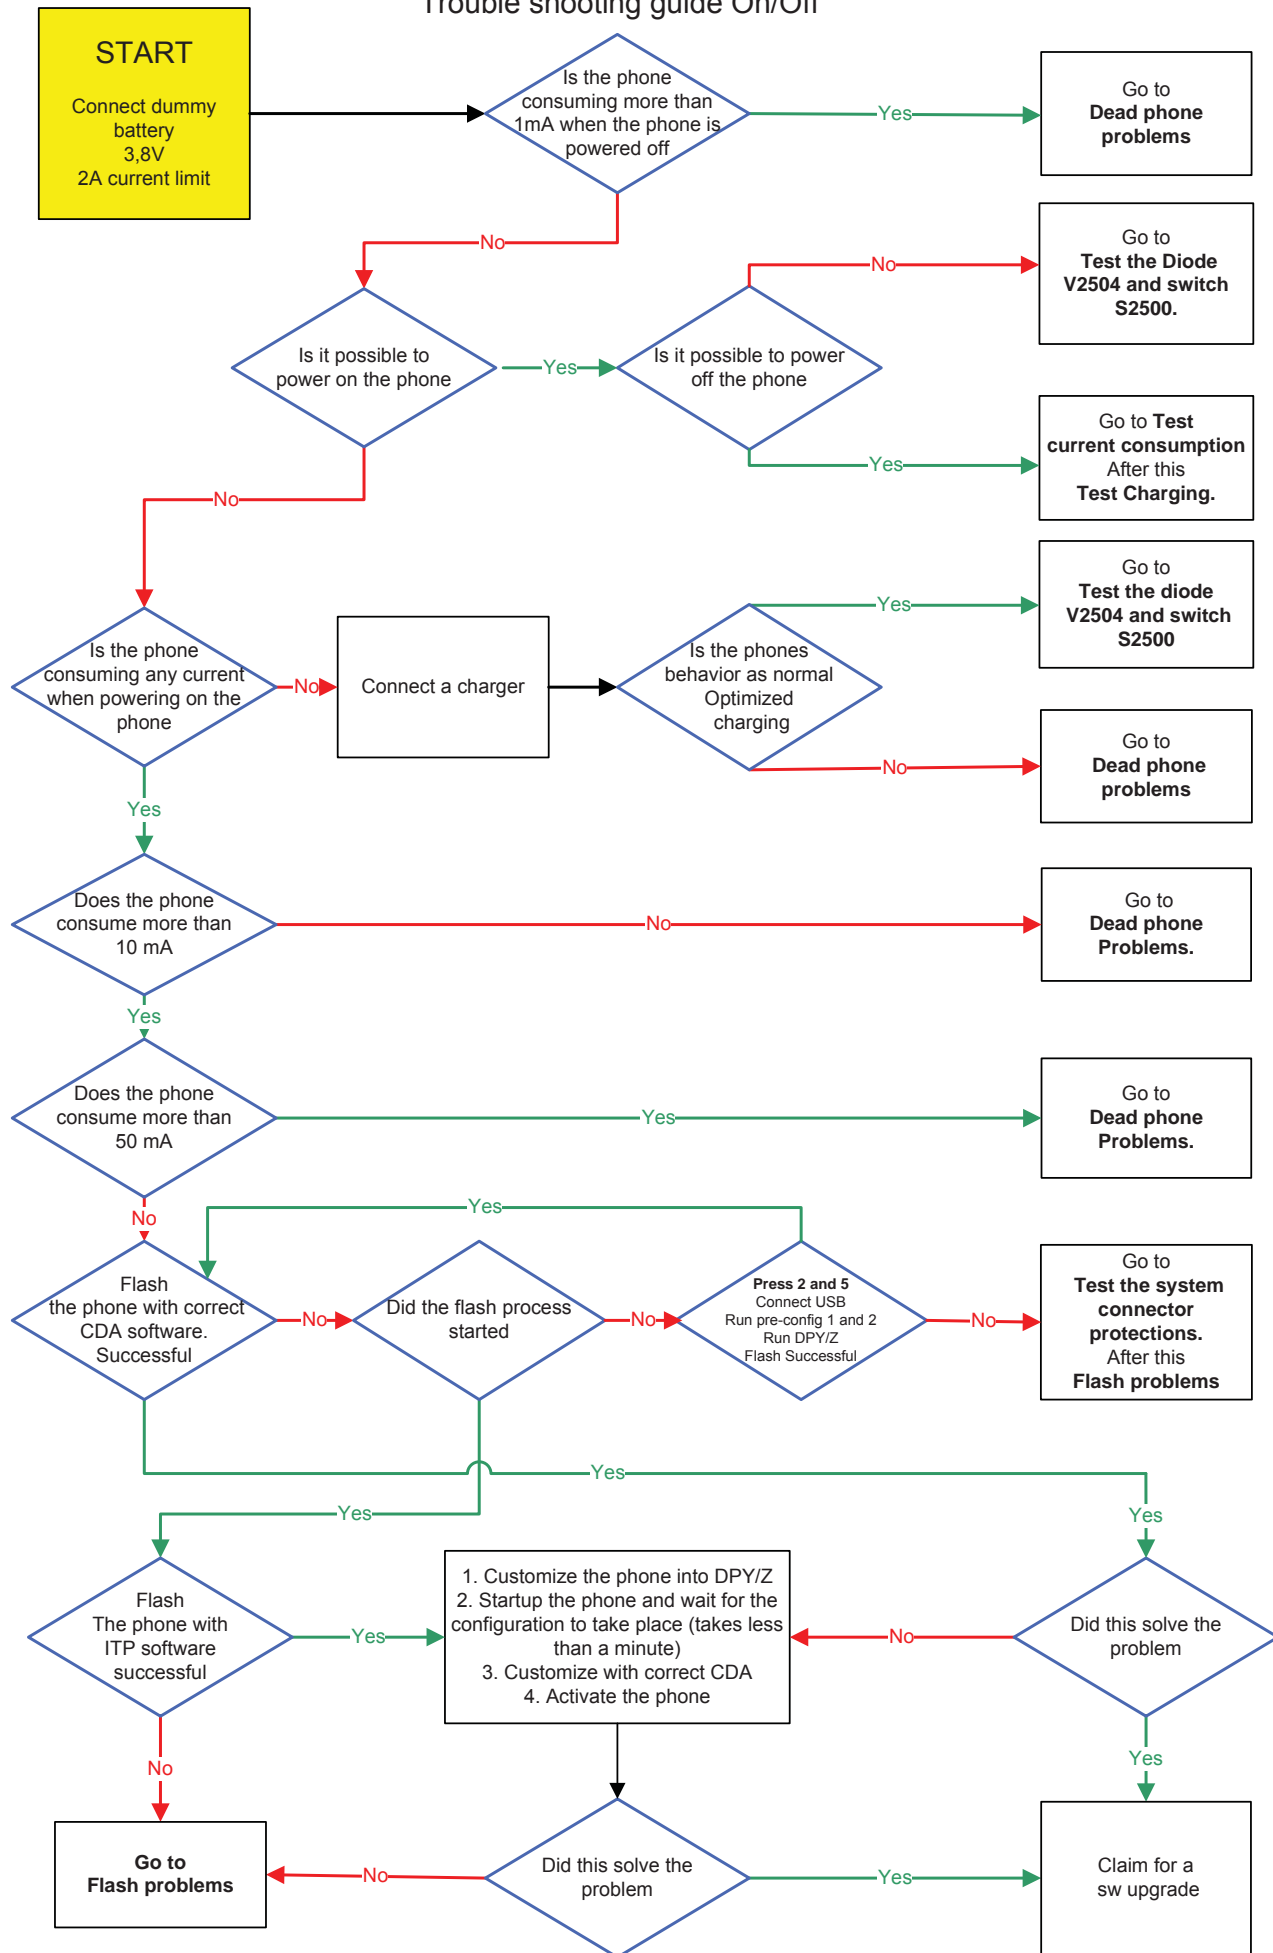 Trouble shooting guide On/Off
START
Connect dummy
battery
3,8V
2A current limit
Is the phone
consuming more than
1mA when the phone is
powered off
Yes
Go to
Dead phone
problems
No
No
Go to
Test the Diode
V2504 and switch
S2500.
Is it possible to
power on the phone
Yes
Is it possible to power
off the phone
Yes
Go to Test
current consumption
After this
Test Charging.
No
Is the phone
consuming any current
when powering on the
phone
No
Connect a charger
Is the phones
behavior as normal
Optimized
charging
Yes
Go to
Test the diode
V2504 and switch
S2500
No
Go to
Dead phone
problems
Yes
Does the phone
consume more than
10 mA
No
Go to
Dead phone
Problems.
Yes
Does the phone
consume more than
50 mA
Yes
Go to
Dead phone
Problems.
No
Yes
Flash
the phone with correct
CDA software.
Successful
No
Did the flash process
started
No
Press 2 and 5
Connect USB
Run pre-config 1 and 2
Run DPY/Z
Flash Successful
No
Go to
Test the system
connector
protections.
After this
Flash problems
Yes
Yes
Yes
Flash
The phone with
ITP software
successful
Yes
1. Customize the phone into DPY/Z
2. Startup the phone and wait for the
configuration to take place (takes less
than a minute)
3. Customize with correct CDA
4. Activate the phone
No
Did this solve the
problem
No
Yes
Go to
Flash problems
No
Did this solve the
problem
Yes
Claim for a
sw upgrade